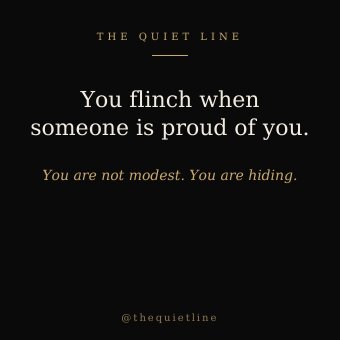 THE QUIET LINE
You flinch when
someone is proud of you.
You are not modest. You are hiding.
@thequietline